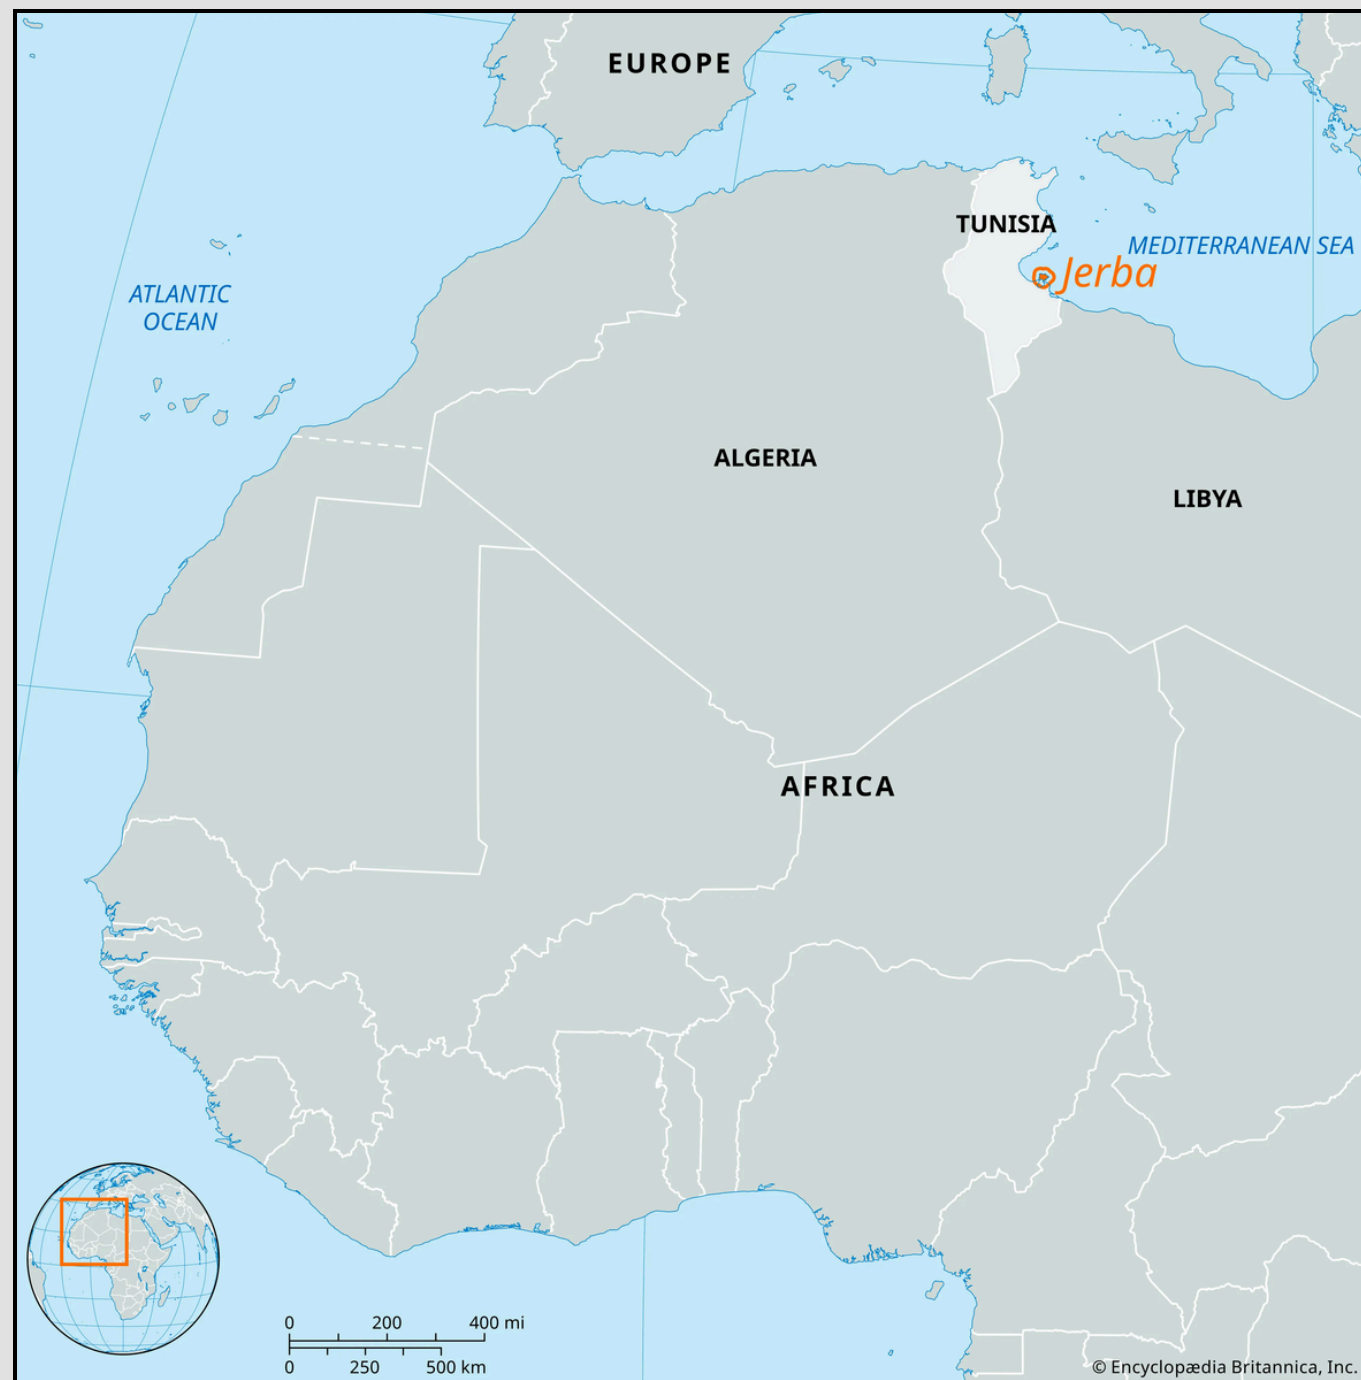 EUROPE
TUNISIA
MEDITERRANEAN SEA
Jerba
ATLANTIC
OCEAN
ALGERIA
LIBYA
AFRICA
0 200 400 mi
0 250 500 km
© Encyclopædia Britannica, Inc.